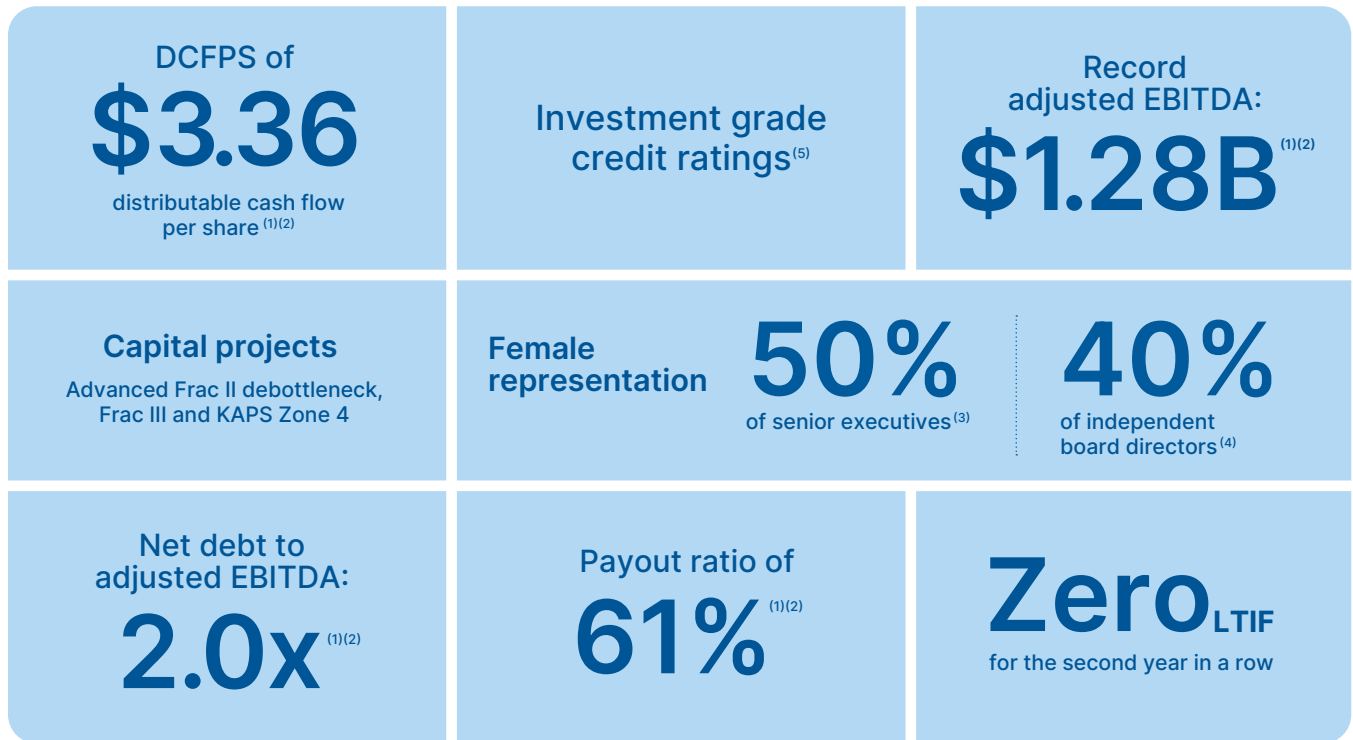 DCFPS of
$3.36
distributable cash flow
per share (1)(2)
Investment grade
credit ratings(5)
Record
adjusted EBITDA:
$1.28B (1)(2)
Capital projects
Advanced Frac II debottleneck,
Frac III and KAPS Zone 4
Female
representation
50%
of senior executives(3)
40%
of independent
board directors(4)
Net debt to
adjusted EBITDA:
2.0x (1)(2)
Payout ratio of
61% (1)(2)
Zero LTIF
for the second year in a row